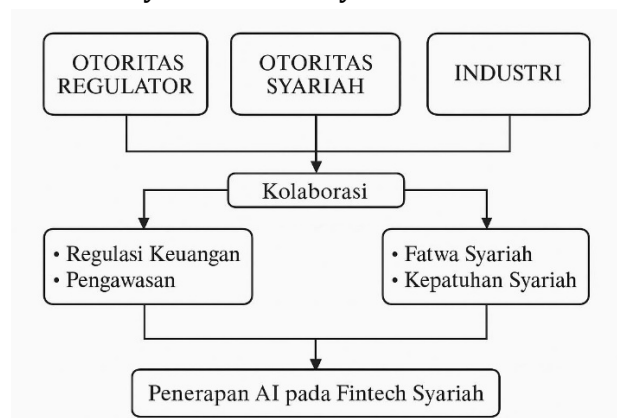 OTORITAS
REGULATOR
OTORITAS
SYARIAH
INDUSTRI
Kolaborasi
• Regulasi Keuangan
• Pengawasan
• Fatwa Syariah
• Kepatuhan Syariah
Penerapan AI pada Fintech Syariah